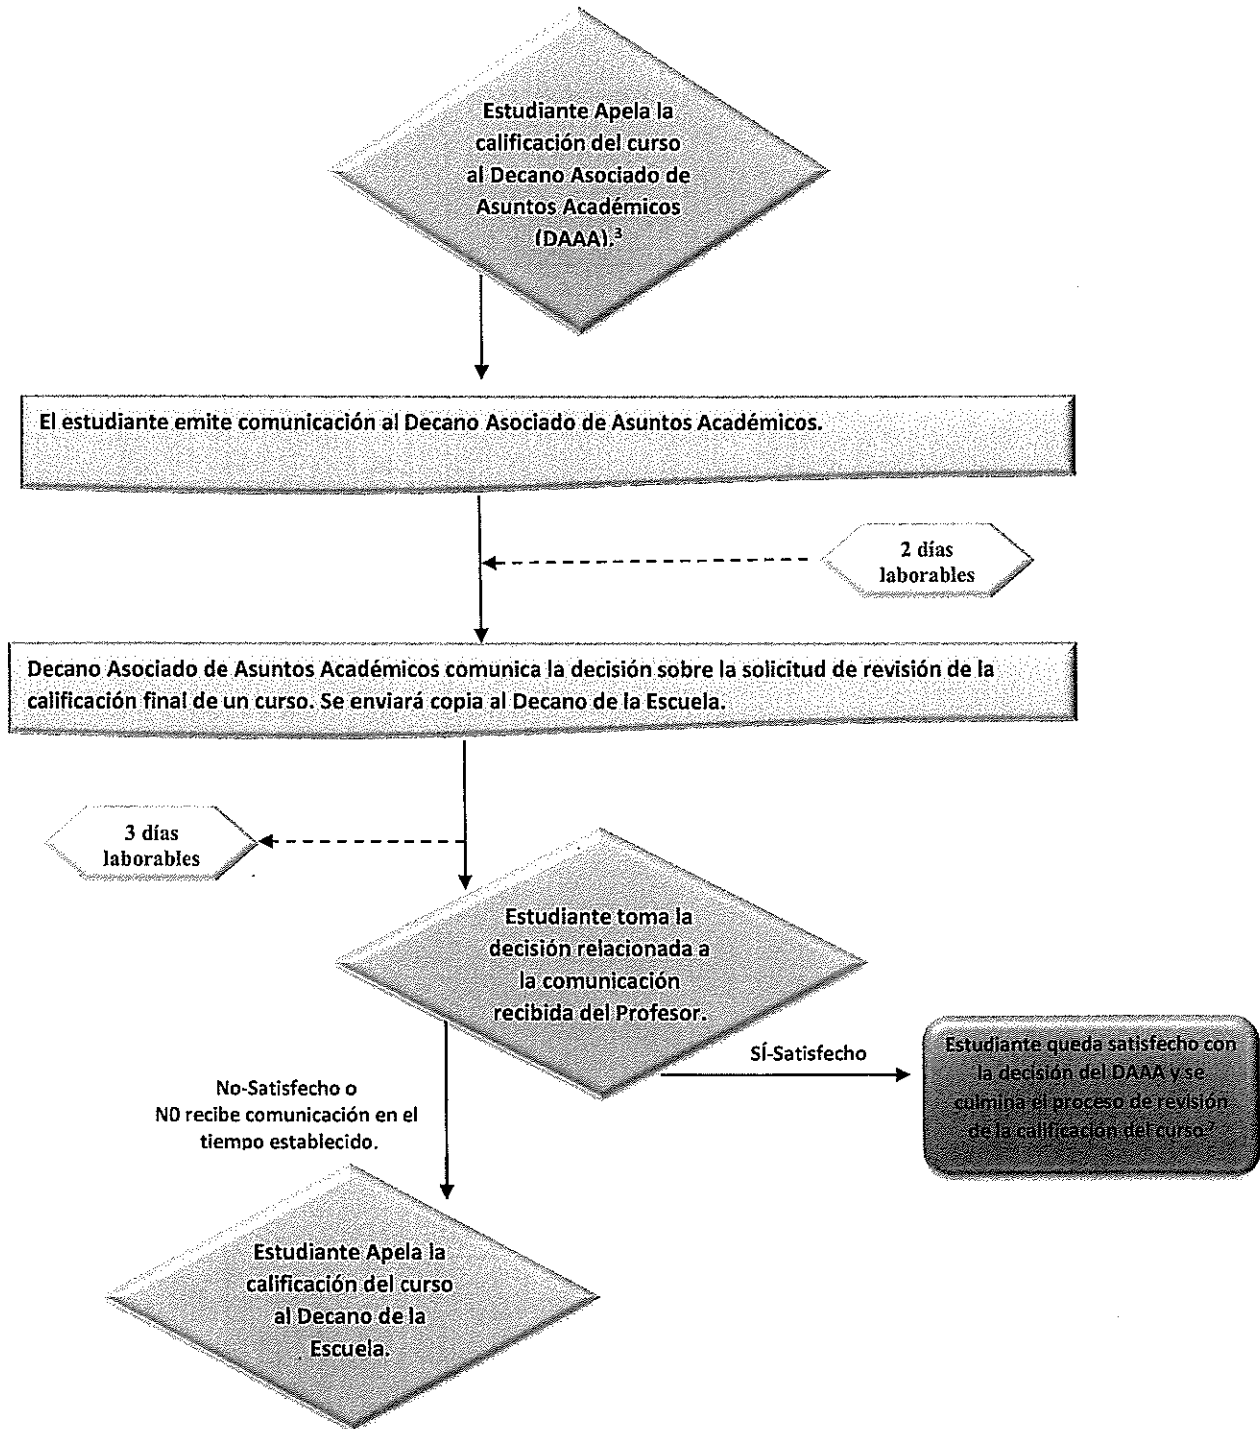 Estudiante Apela la
calificación del curso
al Decano Asociado de
Asuntos Académicos
(DAAA).³
El estudiante emite comunicación al Decano Asociado de Asuntos Académicos.
2 días
laborables
Decano Asociado de Asuntos Académicos comunica la decisión sobre la solicitud de revisión de la
calificación final de un curso. Se enviará copia al Decano de la Escuela.
3 días
laborables
Estudiante toma la
decisión relacionada a
la comunicación
recibida del Profesor.
SÍ-Satisfecho
Estudiante queda satisfecho con
la decisión del DAAA y se
culmina el proceso de revisión
de la calificación del curso.²
No-Satisfecho o
NO recibe comunicación en el
tiempo establecido.
Estudiante Apela la
calificación del curso
al Decano de la
Escuela.